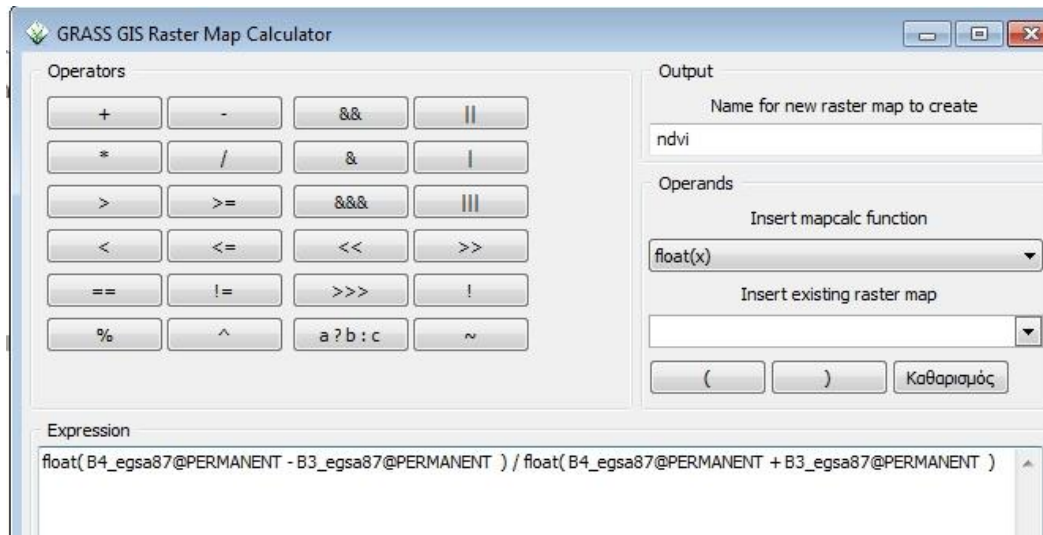 GRASS GIS Raster Map Calculator
Operators
+ - && ||
* / & |
> >= &&& |||
< <= << >>
== != >>> !
% ^ a?b:c ~
Output
Name for new raster map to create
ndvi
Operands
Insert mapcalc function
float(x)
Insert existing raster map
( ) Καθαρισμός
Expression
float( B4_egsa87@PERMANENT - B3_egsa87@PERMANENT ) / float( B4_egsa87@PERMANENT + B3_egsa87@PERMANENT )